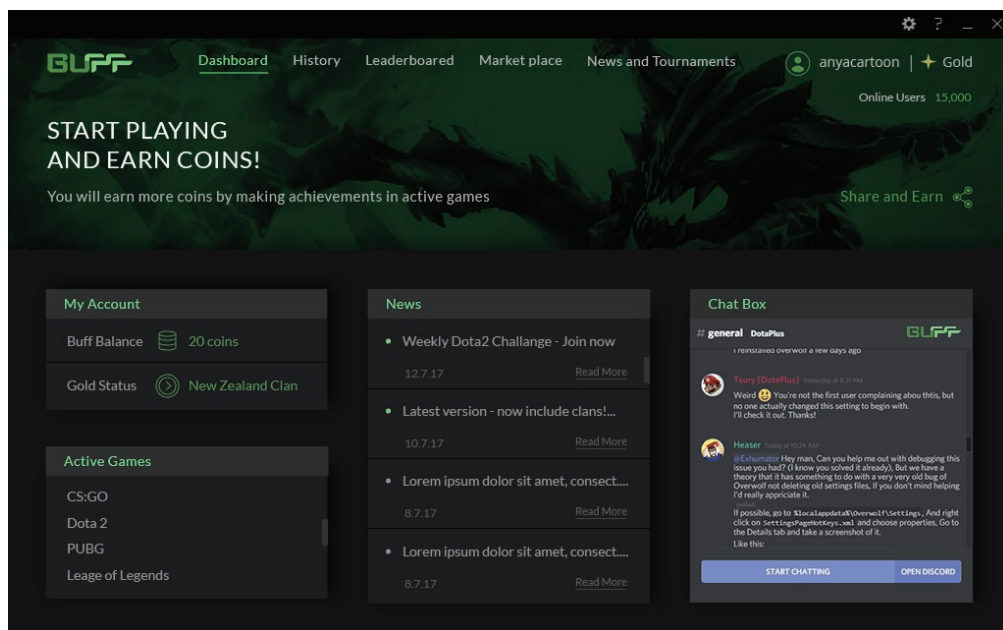 ?
BUFF
Dashboard History Leaderboared Market place News and Tournaments
anyacartoon | Gold
Online Users 15,000
START PLAYING
AND EARN COINS!
You will earn more coins by making achievements in active games
Share and Earn
My Account
Buff Balance 20 coins
Gold Status New Zealand Clan
Active Games
CS:GO
Dota 2
PUBG
Leage of Legends
News
Weekly Dota2 Challange - Join now
12.7.17 Read More
Latest version - now include clans!...
10.7.17 Read More
Lorem ipsum dolor sit amet, consect....
8.7.17 Read More
Lorem ipsum dolor sit amet, consect....
8.7.17 Read More
Chat Box
# general DotaPlus BUFF
I reinstalled overwolf a few days ago
Tsury [DotaPlus] Yesterday at 8:31 PM
Weird You're not the first user complaining abou thtis, but
no one actually changed this setting to begin with.
I'll check it out. Thanks!
Heaser Today at 10:24 AM
@Exhumator Hey man, Can you help me out with debugging this
issue you had? (I know you solved it already), But we have a
theory that it has something to do with a very very old bug of
Overwolf not deleting old settings files, If you don't mind helping
I'd really appriciate it.
(edited)
If possible, go to %localappdata%\Overwolf\Settings, And right
click on SettingsPageHotKeys.xml and choose properties, Go to
the Details tab and take a screenshot of it.
Like this:
START CHATTING OPEN DISCORD